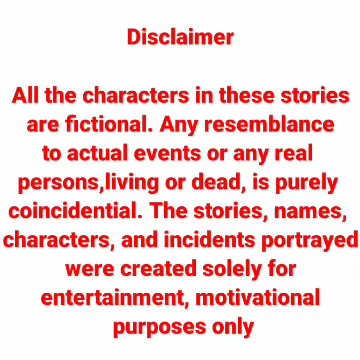 Disclaimer
All the characters in these stories
are fictional. Any resemblance
to actual events or any real
persons,living or dead, is purely
coincidential. The stories, names,
characters, and incidents portrayed
were created solely for
entertainment, motivational
purposes only